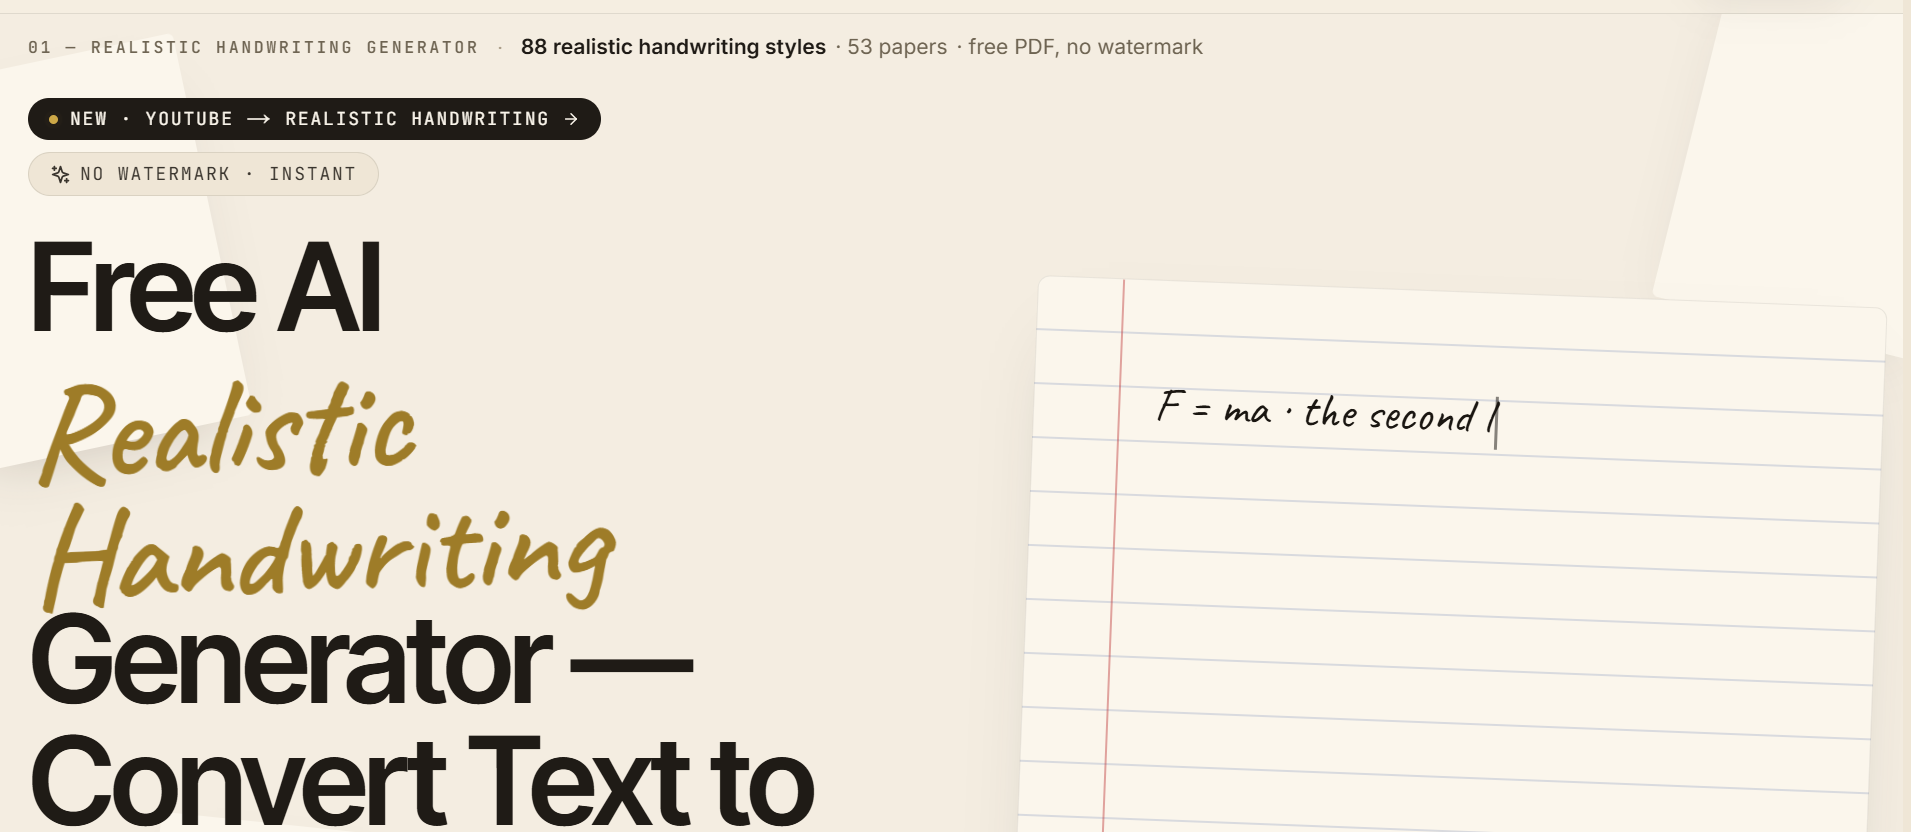 01 — REALISTIC HANDWRITING GENERATOR · 88 realistic handwriting styles · 53 papers · free PDF, no watermark
NEW · YOUTUBE → REALISTIC HANDWRITING →
NO WATERMARK · INSTANT
Free AI
Realistic
Handwriting
Generator —
Convert Text to
F = ma · the second l